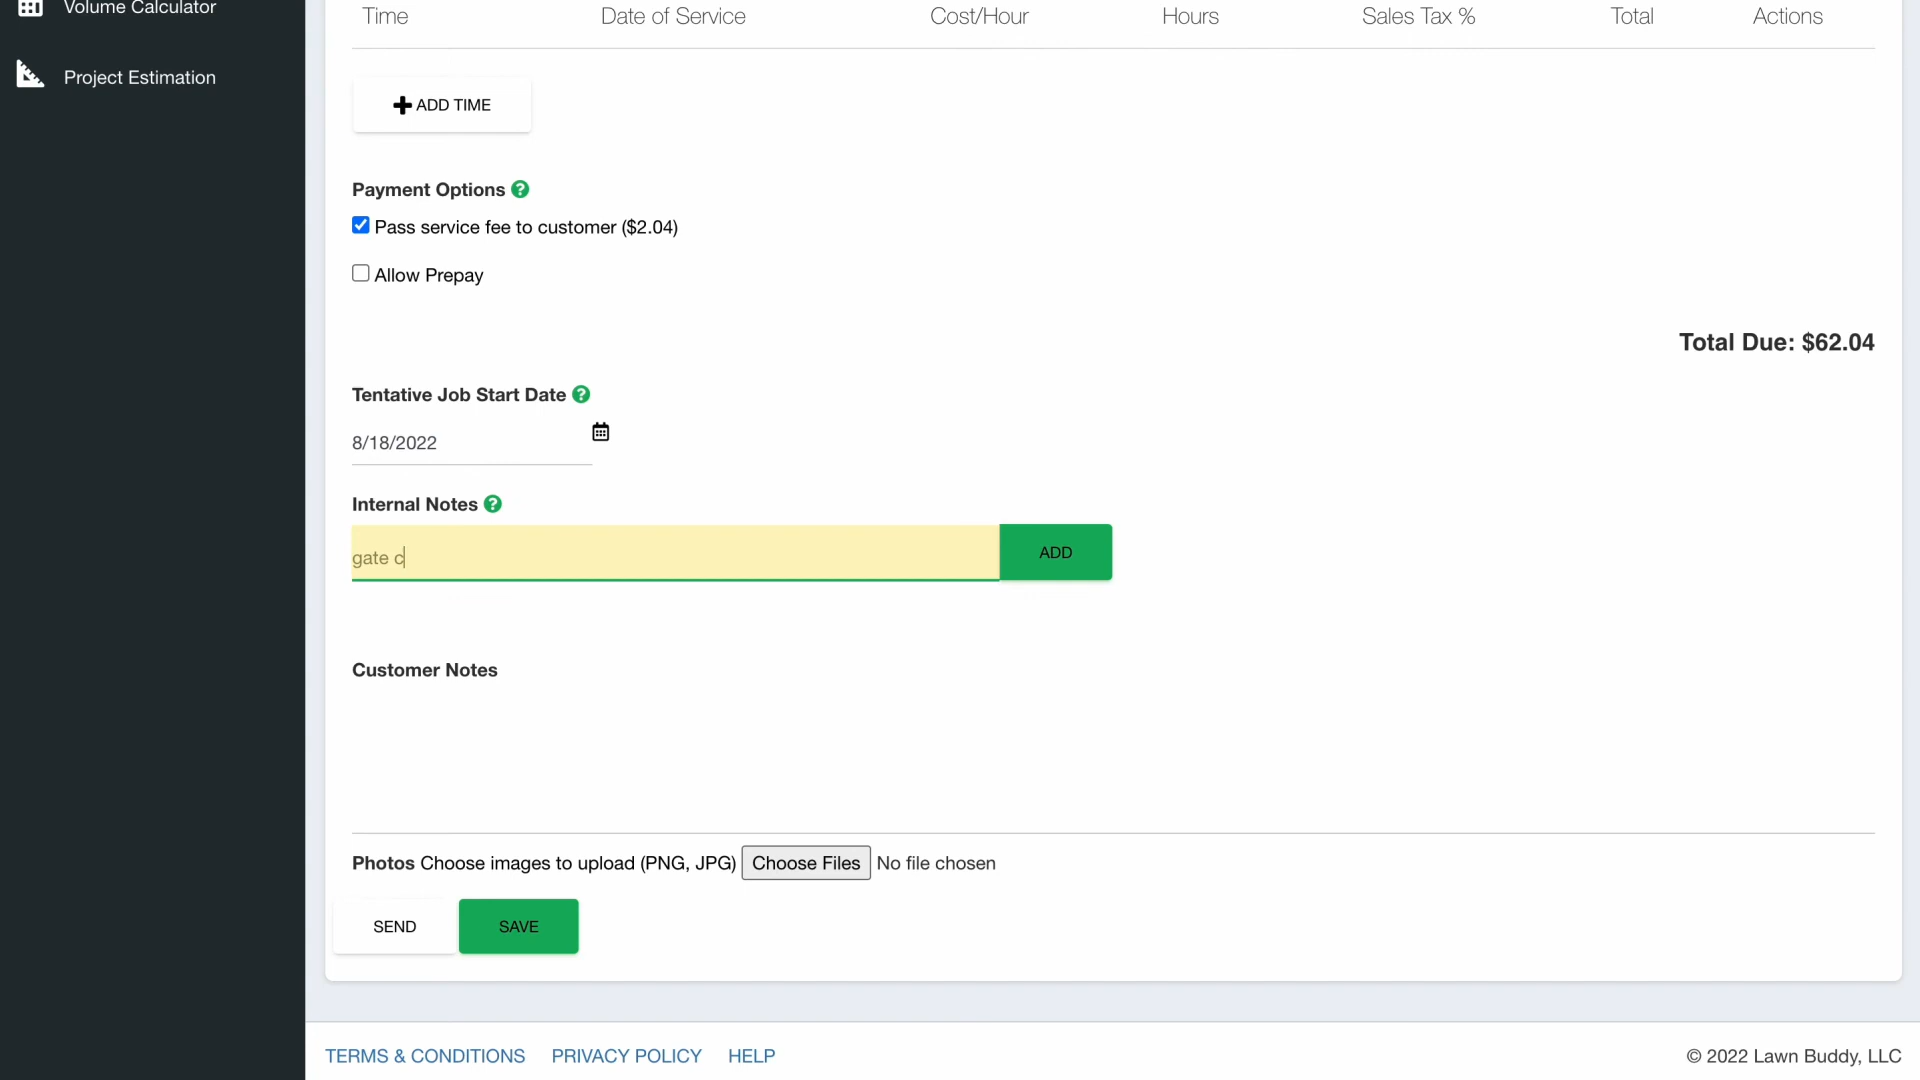 Volume Calculator
Project Estimation
Time Date of Service Cost/Hour Hours Sales Tax % Total Actions
ADD TIME
Payment Options ?
Pass service fee to customer ($2.04)
Allow Prepay
Total Due: $62.04
Tentative Job Start Date ?
8/18/2022
Internal Notes ?
gate c
ADD
Customer Notes
Photos Choose images to upload (PNG, JPG) Choose Files No file chosen
SEND SAVE
TERMS & CONDITIONS PRIVACY POLICY HELP © 2022 Lawn Buddy, LLC